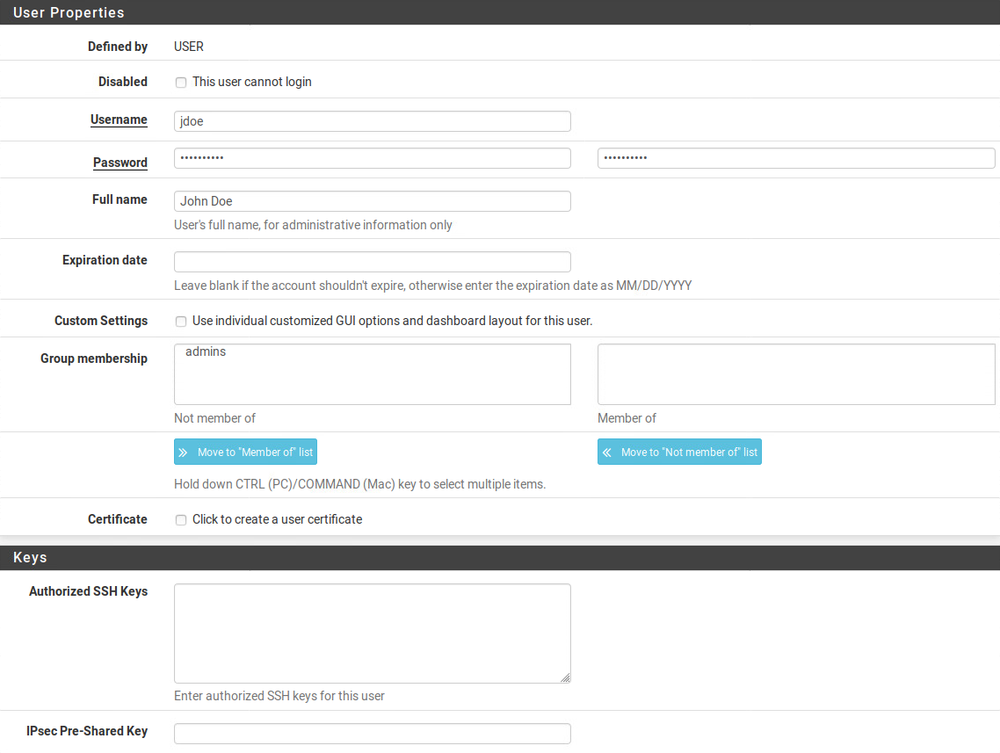 User Properties
Defined by USER
Disabled This user cannot login
Username jdoe
Password •••••••••• ••••••••••
Full name John Doe
User's full name, for administrative information only
Expiration date
Leave blank if the account shouldn't expire, otherwise enter the expiration date as MM/DD/YYYY
Custom Settings Use individual customized GUI options and dashboard layout for this user.
Group membership admins
Not member of Member of
Move to "Member of" list Move to "Not member of" list
Hold down CTRL (PC)/COMMAND (Mac) key to select multiple items.
Certificate Click to create a user certificate
Keys
Authorized SSH Keys
Enter authorized SSH keys for this user
IPsec Pre-Shared Key